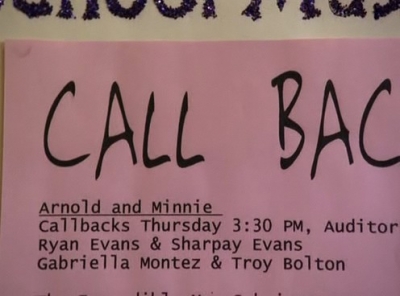 CALL BAC
Arnold and Minnie
Callbacks Thursday 3:30 PM, Auditor
Ryan Evans & Sharpay Evans
Gabriella Montez & Troy Bolton